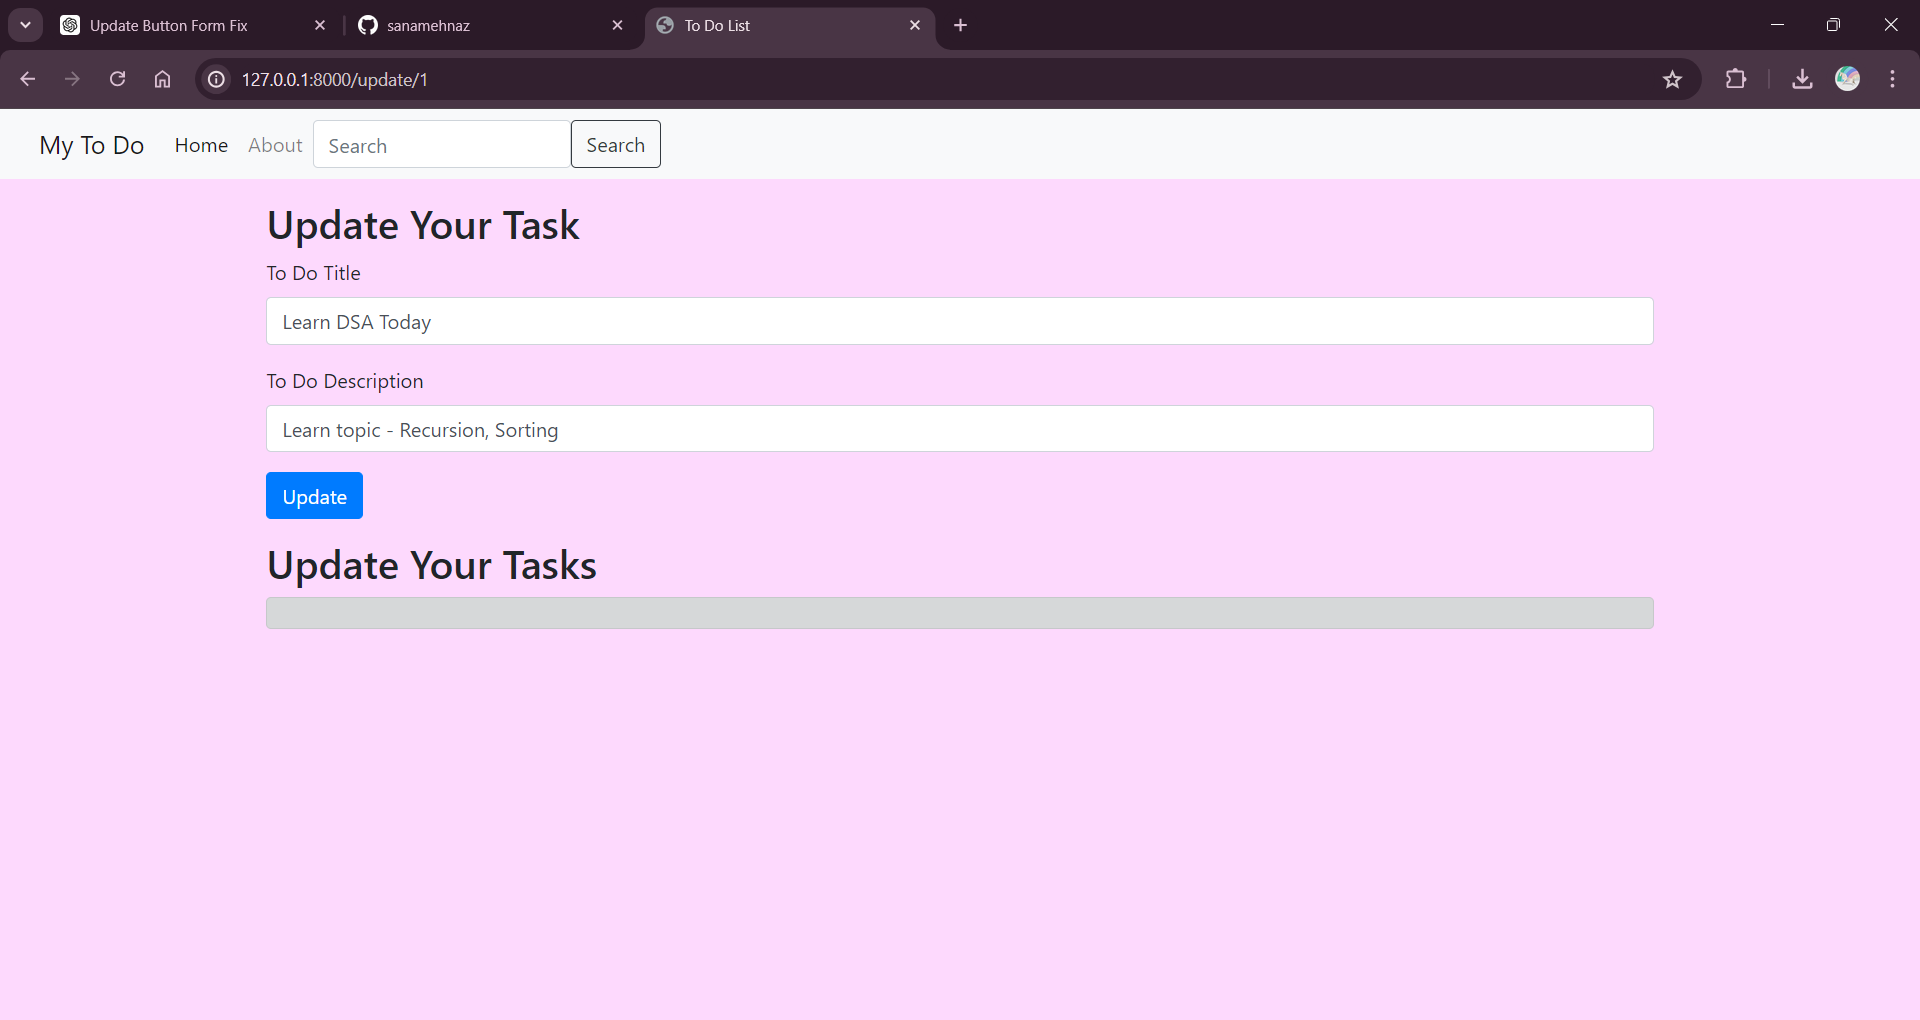 Update Button Form Fix
sanamehnaz
To Do List
127.0.0.1:8000/update/1
My To Do
Home
About
Search
Search
Update Your Task
To Do Title
Learn DSA Today
To Do Description
Learn topic - Recursion, Sorting
Update
Update Your Tasks